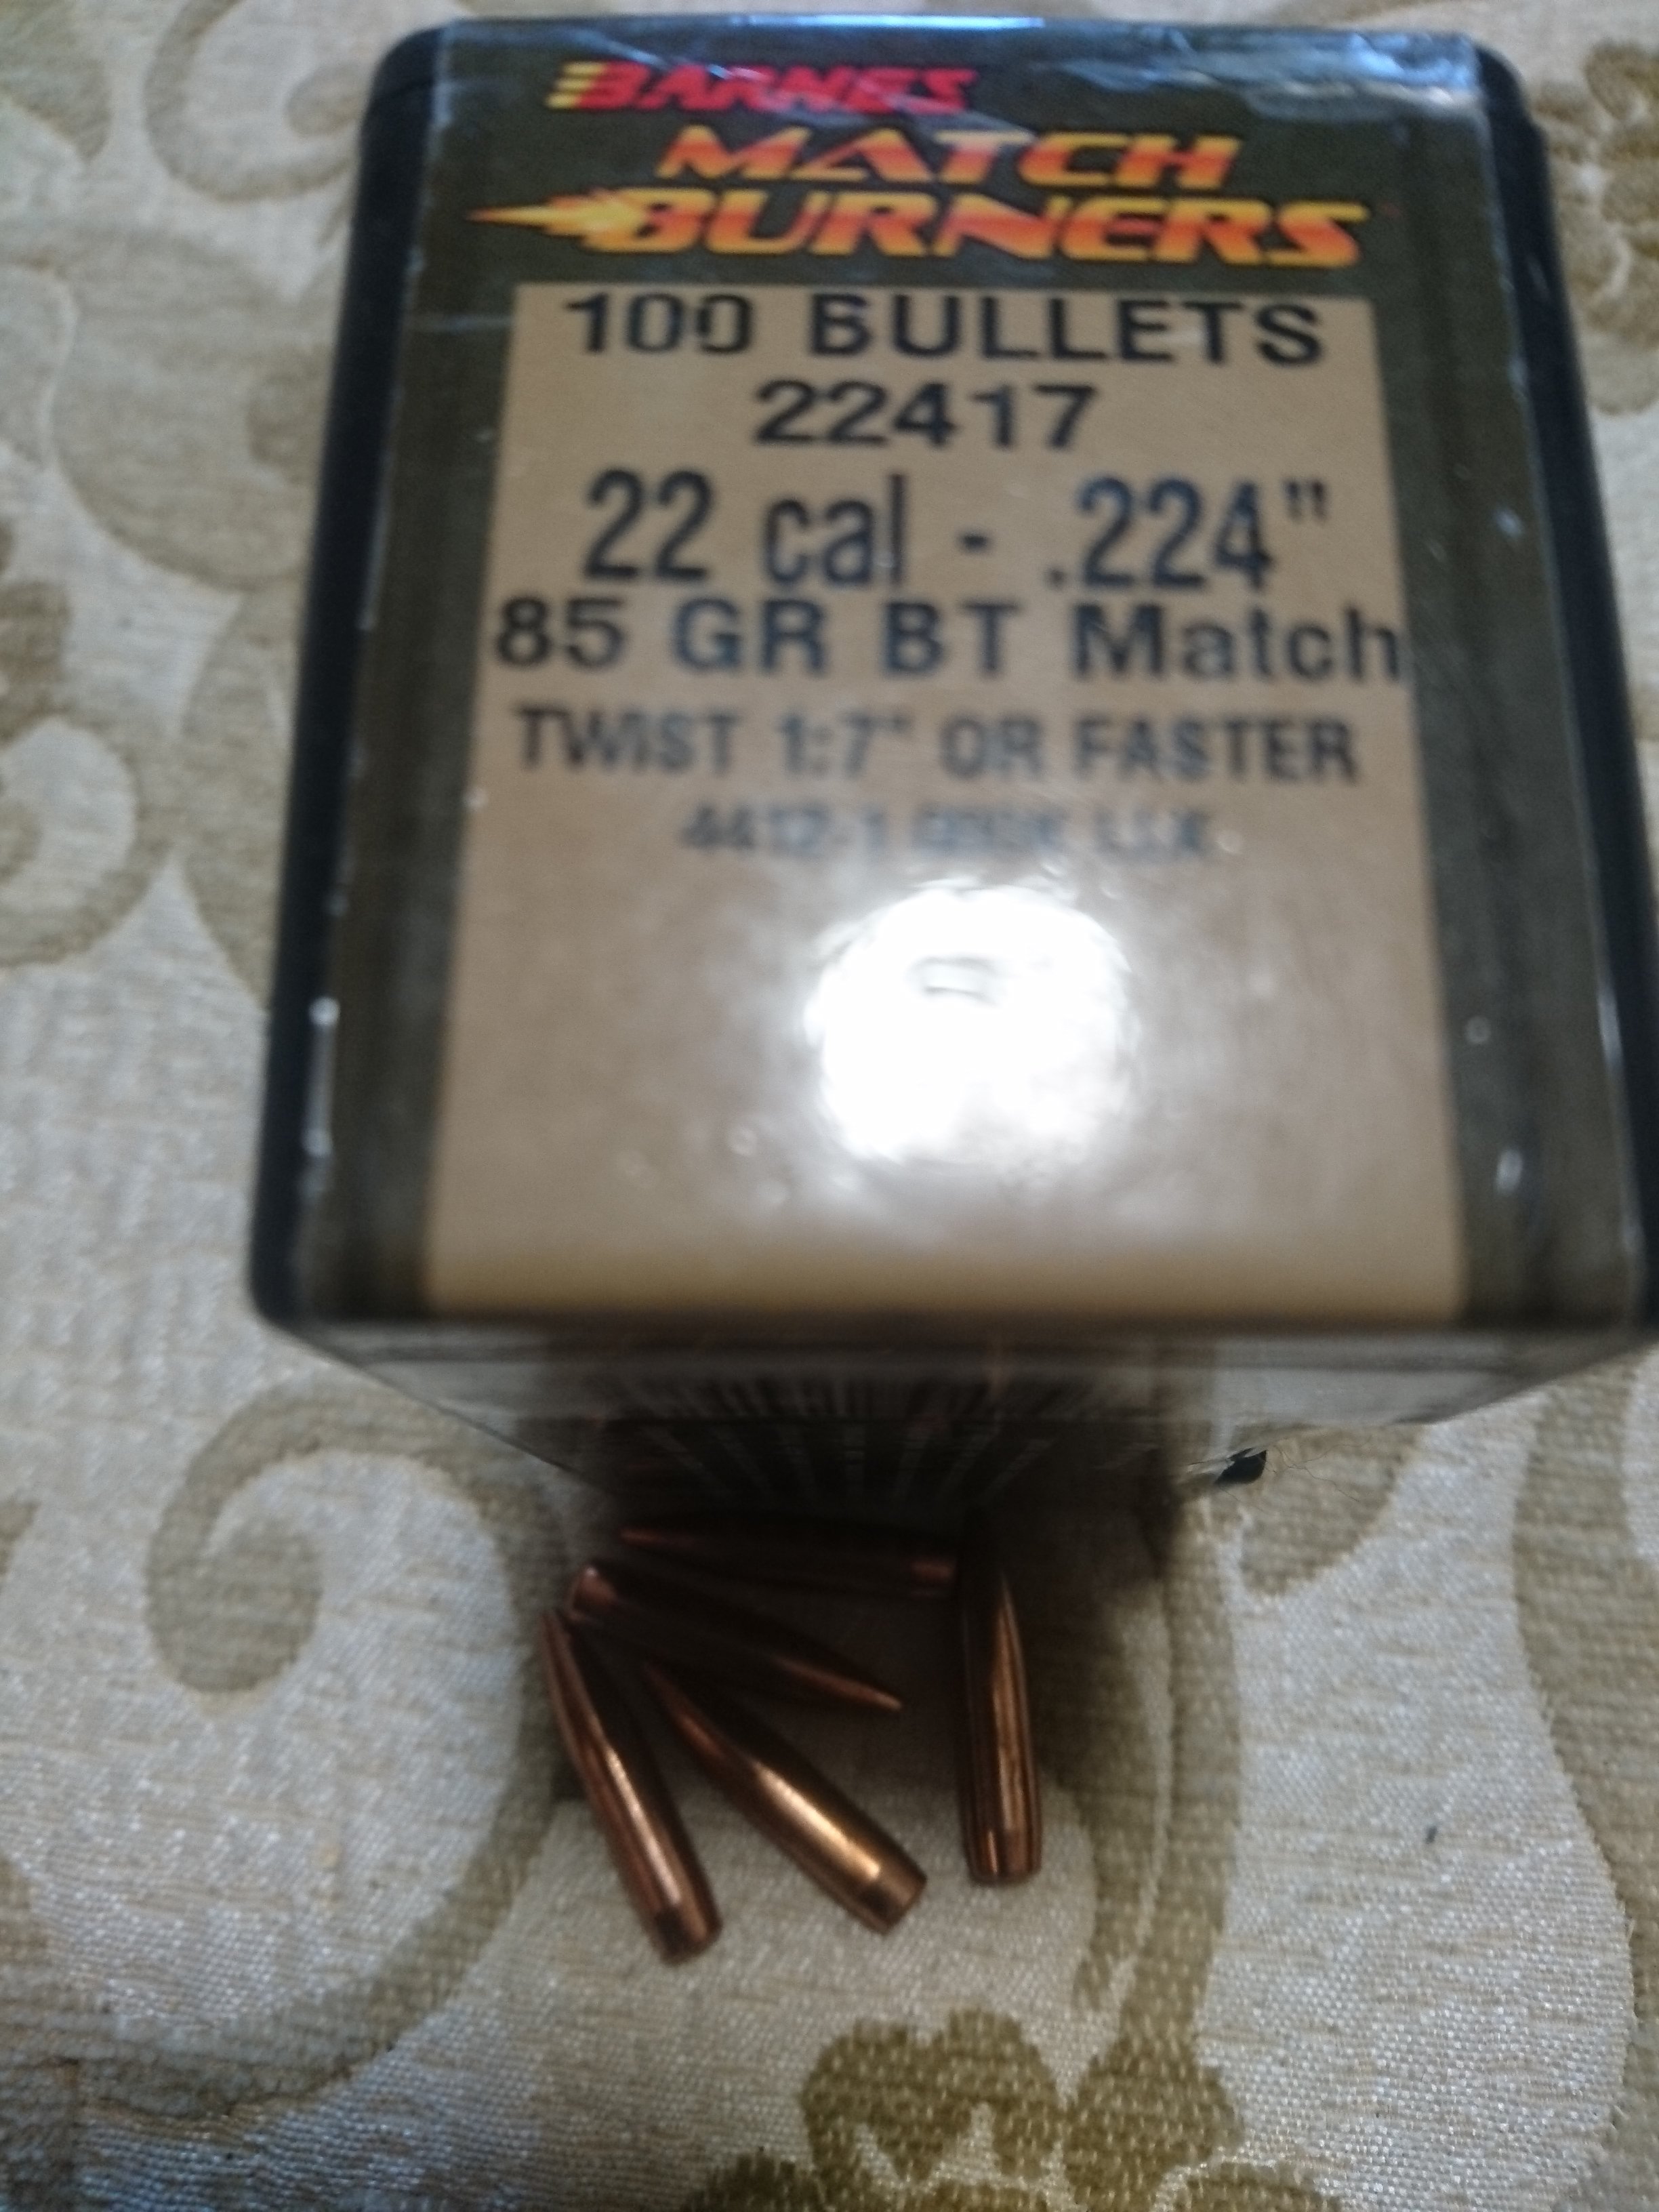 BARNES
MATCH
BURNERS
100 BULLETS
22417
22 cal - .224"
85 GR BT Match
TWIST 1:7" OR FASTER